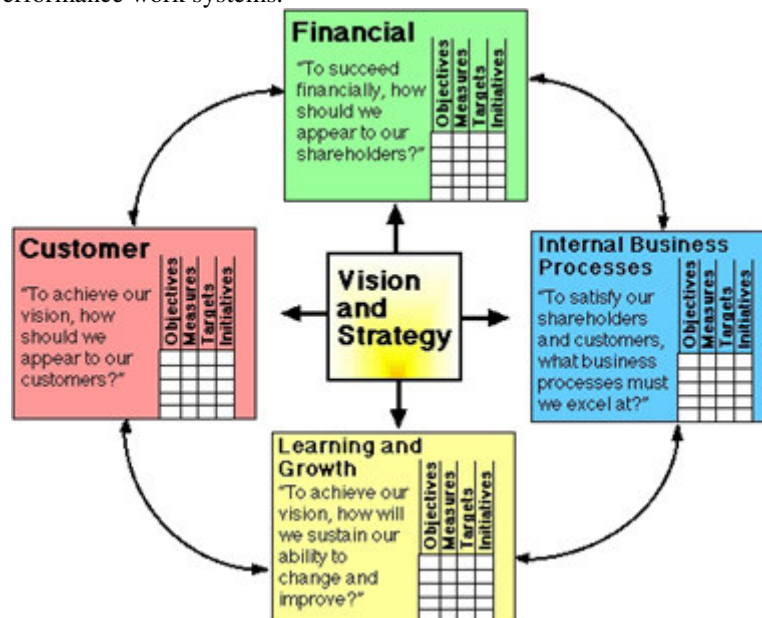 performance work systems.
Financial
"To succeed
financially, how
should we
appear to our
shareholders?"
Objectives
Measures
Targets
Initiatives
Customer
"To achieve our
vision, how
should we
appear to our
customers?"
Objectives
Measures
Targets
Initiatives
Vision
and
Strategy
Internal Business
Processes
"To satisfy our
shareholders
and customers,
what business
processes must
we excel at?"
Objectives
Measures
Targets
Initiatives
Learning and
Growth
"To achieve our
vision, how will
we sustain our
ability to
change and
improve?"
Objectives
Measures
Targets
Initiatives